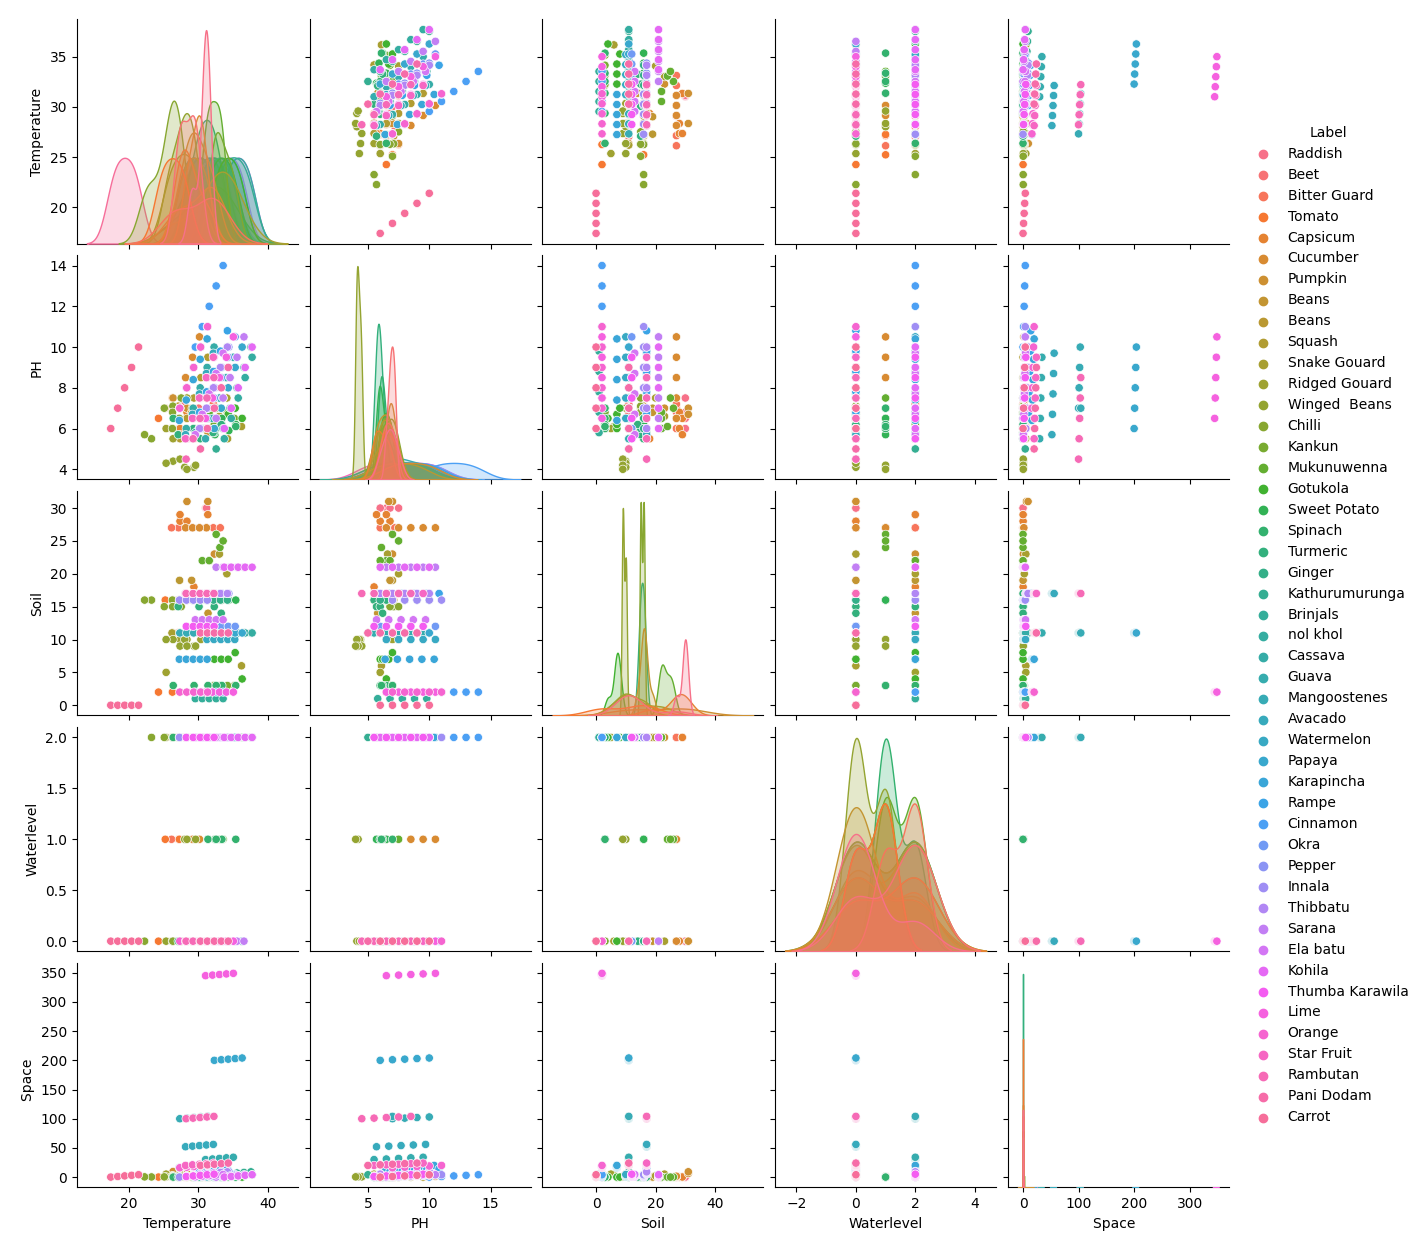 Temperature
35
30
25
20
PH
14
12
10
8
6
4
Soil
30
25
20
15
10
5
0
Waterlevel
2.0
1.5
1.0
0.5
0.0
Space
350
300
250
200
150
100
50
0
20 30 40
Temperature
5 10 15
PH
0 20 40
Soil
−2 0 2 4
Waterlevel
0 100 200 300
Space
Label
Raddish
Beet
Bitter Guard
Tomato
Capsicum
Cucumber
Pumpkin
Beans
Beans
Squash
Snake Gouard
Ridged Gouard
Winged  Beans
Chilli
Kankun
Mukunuwenna
Gotukola
Sweet Potato
Spinach
Turmeric
Ginger
Kathurumurunga
Brinjals
nol khol
Cassava
Guava
Mangoostenes
Avacado
Watermelon
Papaya
Karapincha
Rampe
Cinnamon
Okra
Pepper
Innala
Thibbatu
Sarana
Ela batu
Kohila
Thumba Karawila
Lime
Orange
Star Fruit
Rambutan
Pani Dodam
Carrot